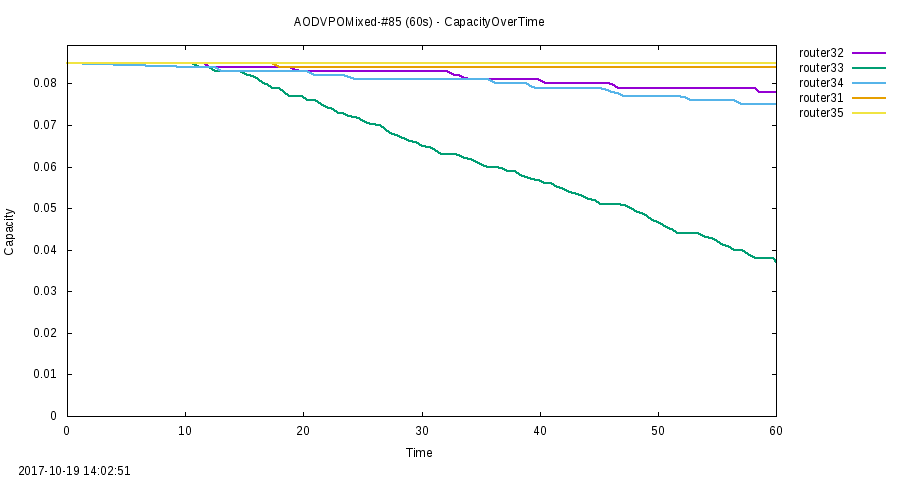 AODVPOMixed-#85 (60s) - CapacityOverTime
router32
router33
router34
router31
router35
0.08
0.07
0.06
0.05
0.04
0.03
0.02
0.01
0
Capacity
0 10 20 30 40 50 60
Time
2017-10-19 14:02:51